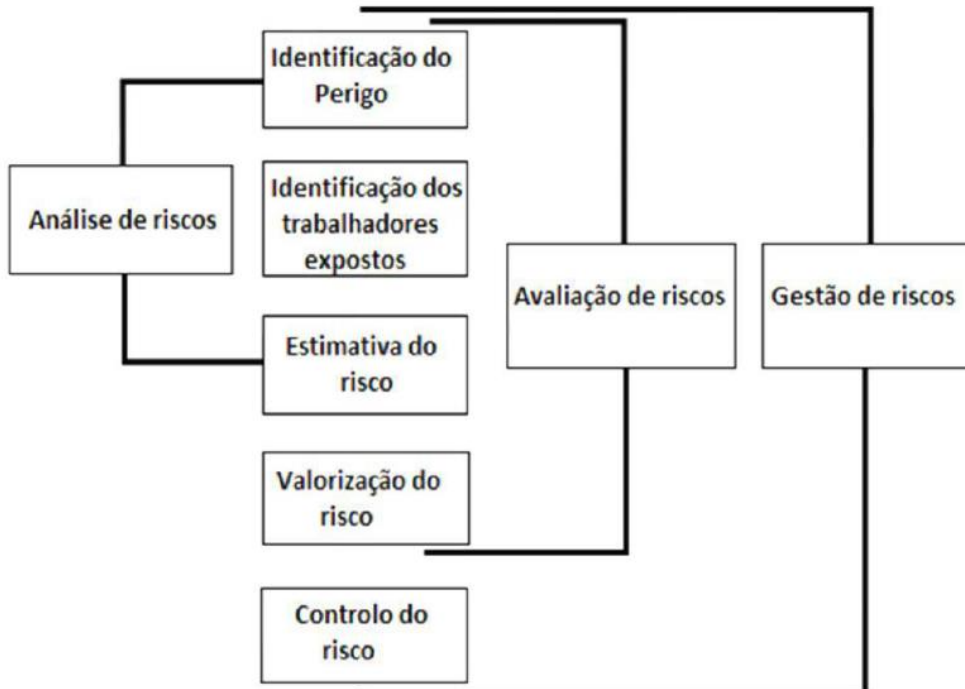 Identificação do
Perigo
Análise de riscos
Identificação dos
trabalhadores
expostos
Avaliação de riscos
Gestão de riscos
Estimativa do
risco
Valorização do
risco
Controlo do
risco